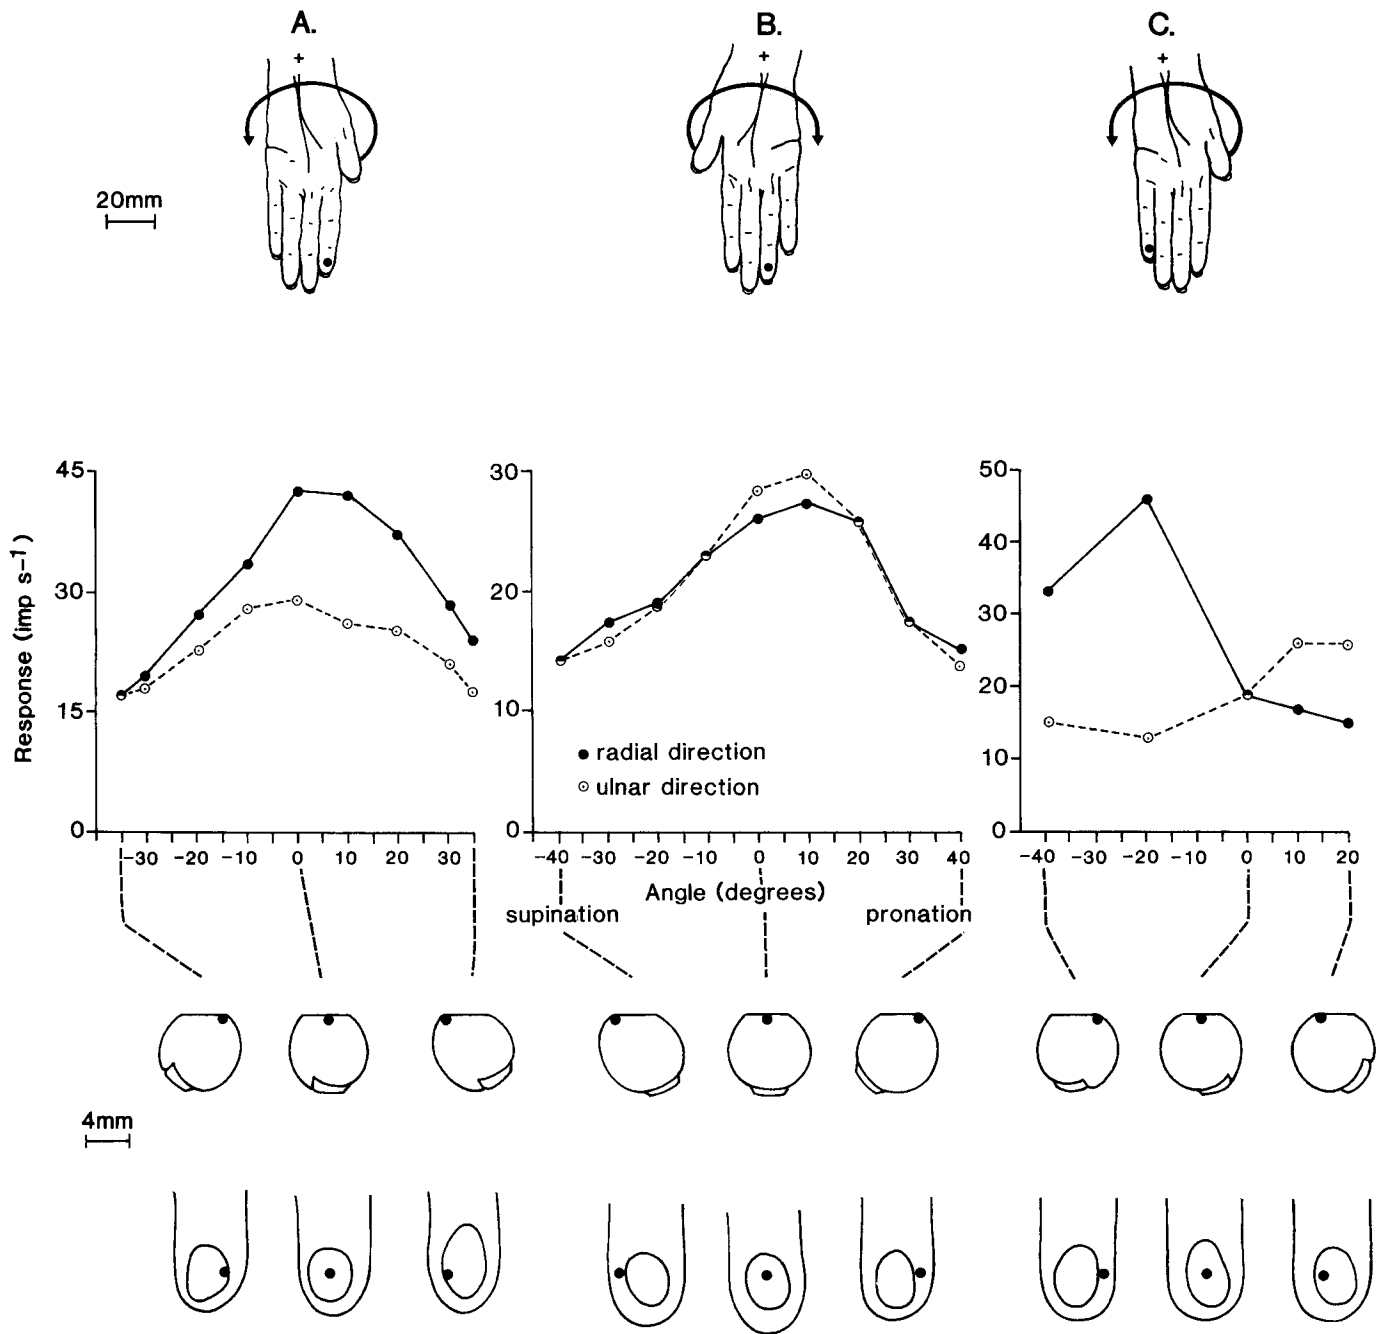 A. B. C.
+ + +
20mm
Response (imp s⁻¹)
45
30
15
0
-30 -20 -10 0 10 20 30
30
20
10
0
● radial direction
⊙ ulnar direction
-40 -30 -20 -10 0 10 20 30 40
50
40
30
20
10
0
-40 -30 -20 -10 0 10 20
Angle (degrees)
supination pronation
4mm